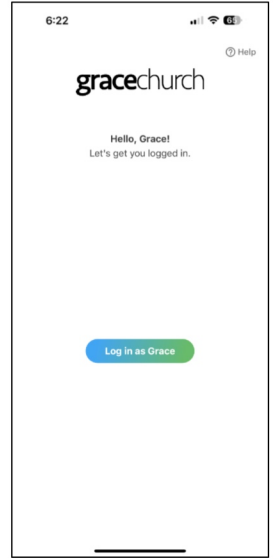 6:22
Help
gracechurch
Hello, Grace!
Let's get you logged in.
Log in as Grace